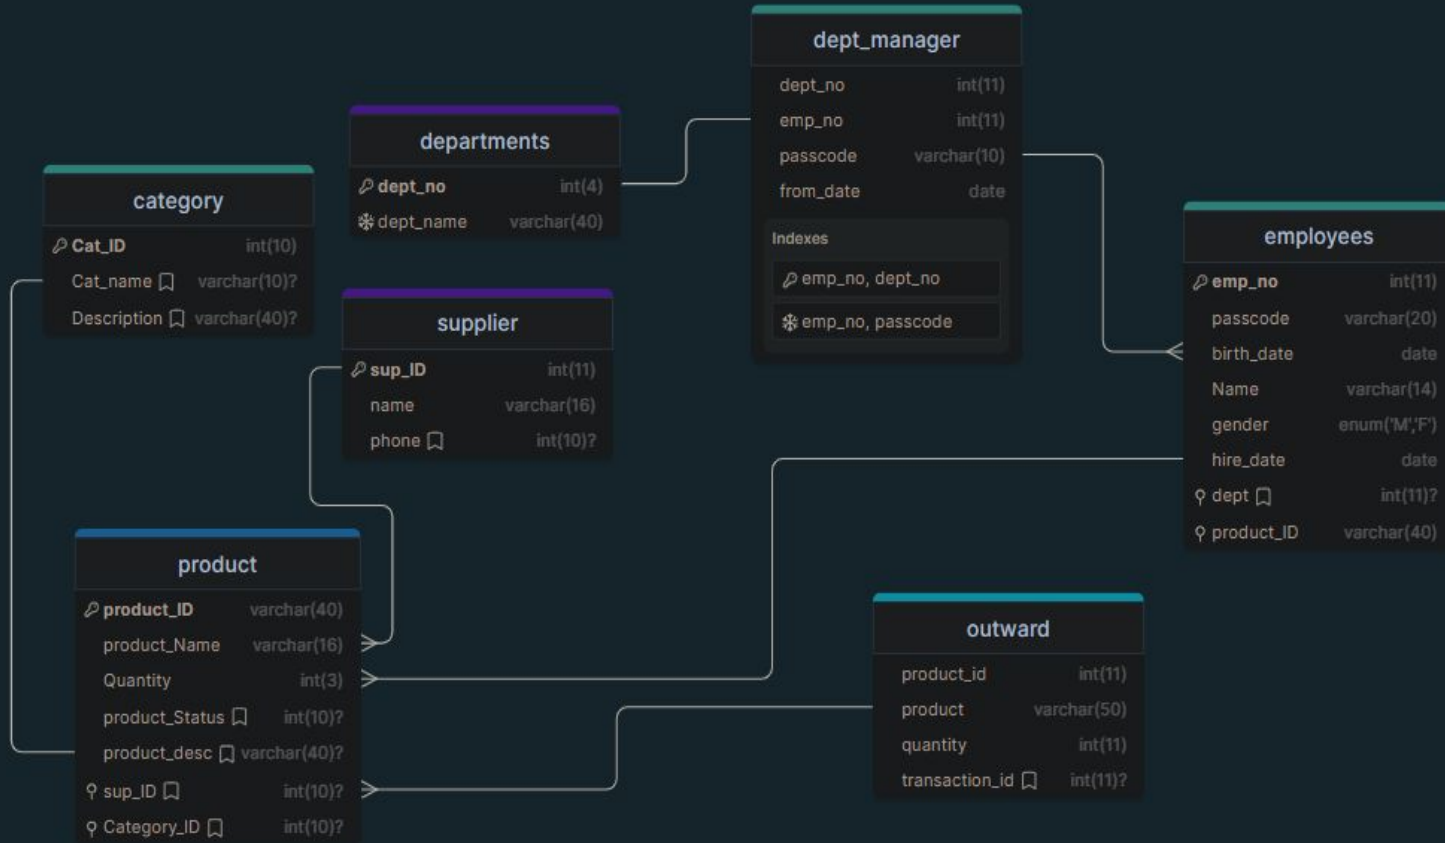 dept_manager
dept_no int(11)
emp_no int(11)
passcode varchar(10)
from_date date
Indexes
emp_no, dept_no
emp_no, passcode
departments
dept_no int(4)
dept_name varchar(40)
category
Cat_ID int(10)
Cat_name varchar(10)?
Description varchar(40)?
supplier
sup_ID int(11)
name varchar(16)
phone int(10)?
employees
emp_no int(11)
passcode varchar(20)
birth_date date
Name varchar(14)
gender enum('M','F')
hire_date date
dept int(11)?
product_ID varchar(40)
product
product_ID varchar(40)
product_Name varchar(16)
Quantity int(3)
product_Status int(10)?
product_desc varchar(40)?
sup_ID int(10)?
Category_ID int(10)?
outward
product_id int(11)
product varchar(50)
quantity int(11)
transaction_id int(11)?